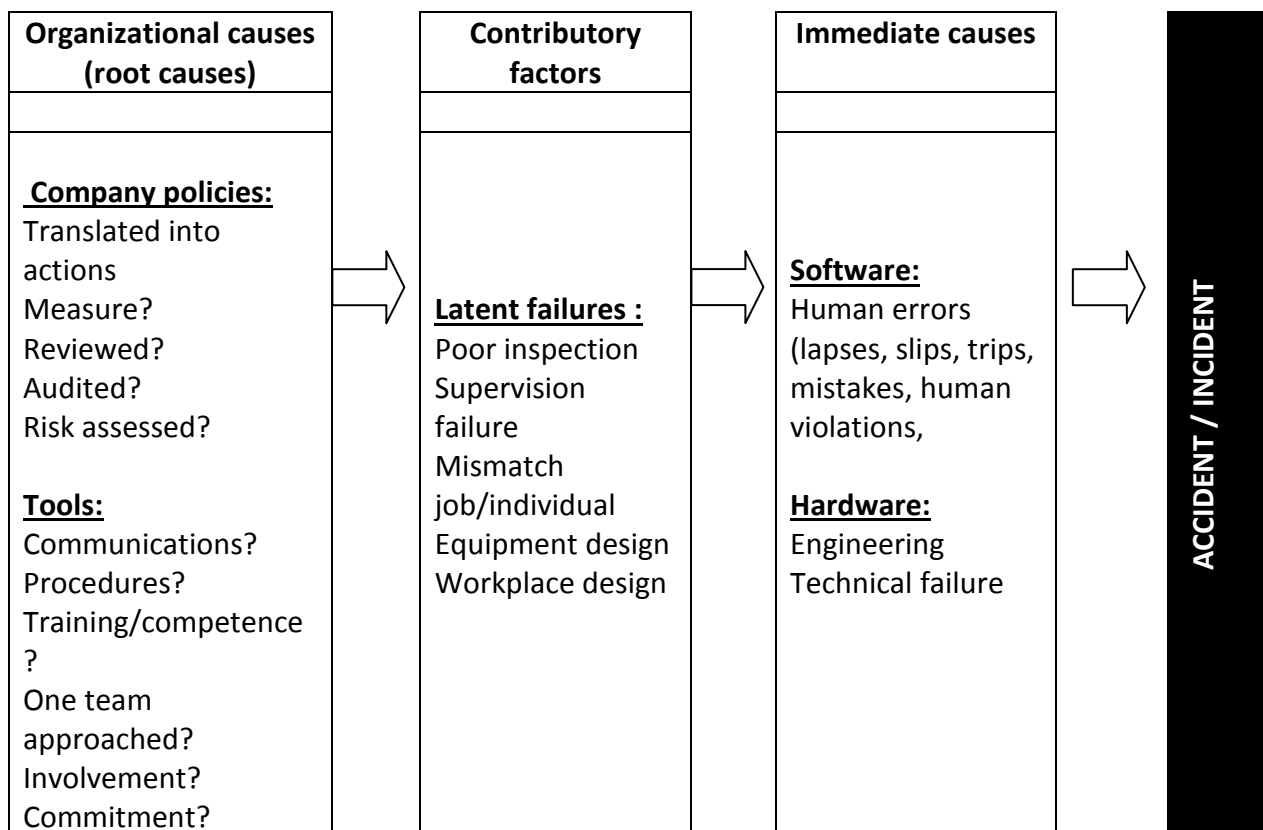 Organizational causes
(root causes)
Company policies:
Translated into
actions
Measure?
Reviewed?
Audited?
Risk assessed?
Tools:
Communications?
Procedures?
Training/competence
?
One team
approached?
Involvement?
Commitment?
Contributory
factors
Latent failures :
Poor inspection
Supervision
failure
Mismatch
job/individual
Equipment design
Workplace design
Immediate causes
Software:
Human errors
(lapses, slips, trips,
mistakes, human
violations,
Hardware:
Engineering
Technical failure
ACCIDENT / INCIDENT